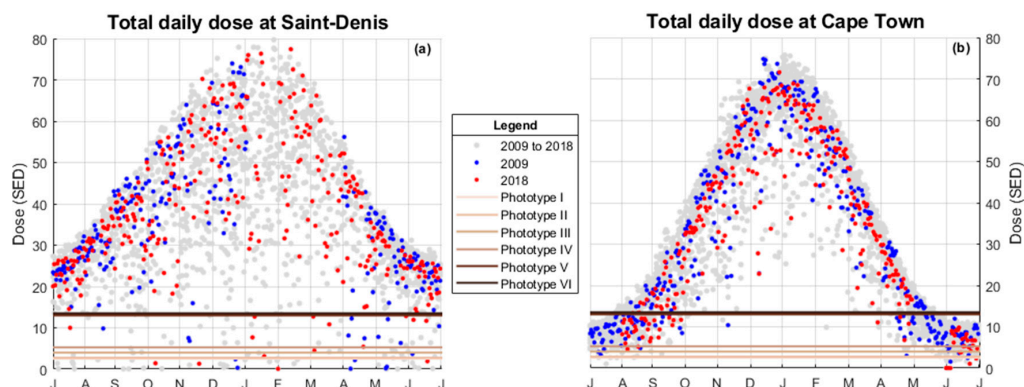 Total daily dose at Saint-Denis
Total daily dose at Cape Town
(a)
80
70
60
50
40
30
20
10
0
Dose (SED)
J A S O N D J F M A M J J
Legend
2009 to 2018
2009
2018
Phototype I
Phototype II
Phototype III
Phototype IV
Phototype V
Phototype VI
(b)
80
70
60
50
40
30
20
10
0
Dose (SED)
J A S O N D J F M A M J J